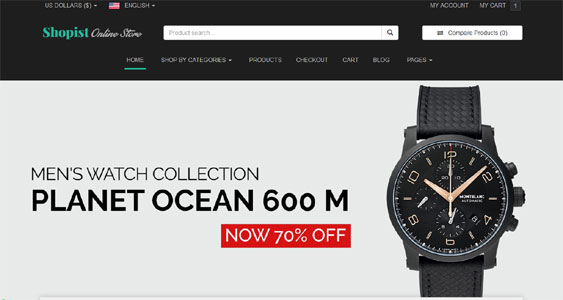 US DOLLARS ($) ENGLISH MY ACCOUNT MY CART 1
Shopist Online Store Product search... Compare Products (0)
HOME SHOP BY CATEGORIES PRODUCTS CHECKOUT CART BLOG PAGES
MEN'S WATCH COLLECTION
PLANET OCEAN 600 M
NOW 70% OFF
MONTBLANC
AUTOMATIC